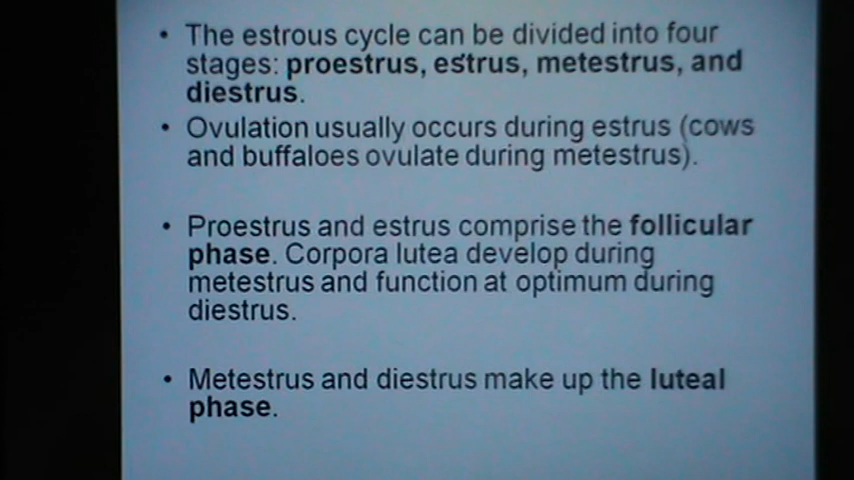 • The estrous cycle can be divided into four
stages: proestrus, estrus, metestrus, and
diestrus.
• Ovulation usually occurs during estrus (cows
and buffaloes ovulate during metestrus).
• Proestrus and estrus comprise the follicular
phase. Corpora lutea develop during
metestrus and function at optimum during
diestrus.
• Metestrus and diestrus make up the luteal
phase.